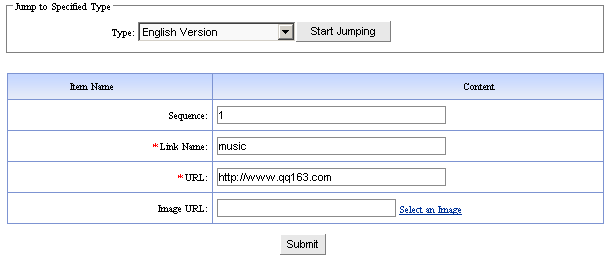 Jump to Specified Type
Type: English Version Start Jumping
Item Name Content
Sequence: 1
*Link Name: music
*URL: http://www.qq163.com
Image URL: Select an Image
Submit